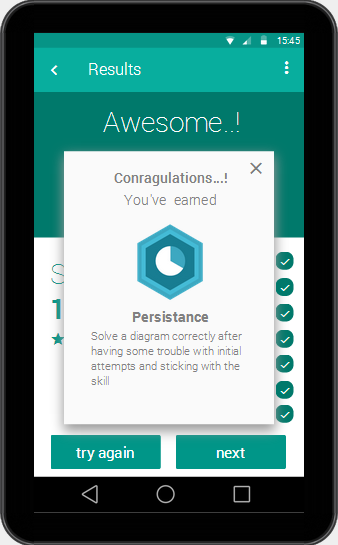 15:45
Results
Awesome..!
Conragulations...!
You've earned
S
1
Persistance
Solve a diagram correctly after
having some trouble with initial
attempts and sticking with the
skill
try again
next